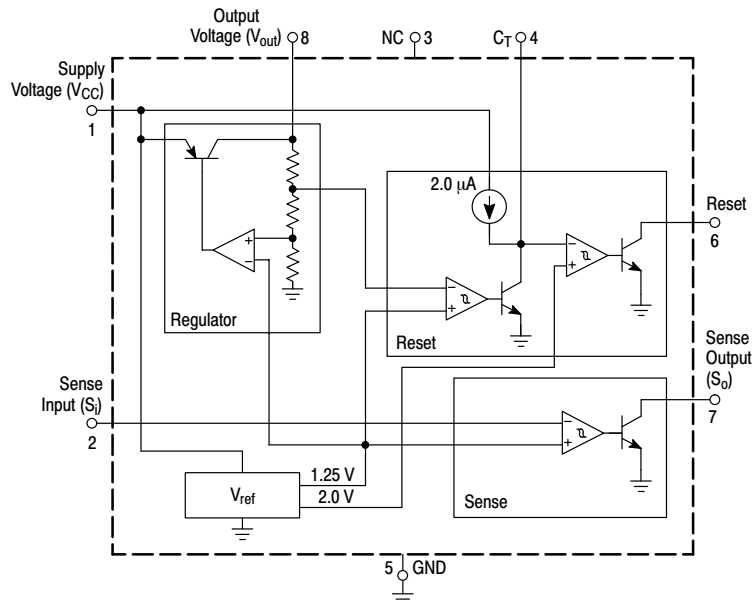 Output
Voltage (Vout)
8
NC
3
CT
4
Supply
Voltage (VCC)
1
2.0 μA
Reset
6
+
−
−
+
−
+
Regulator
Reset
Sense
Output
(So)
7
Sense
Input (Si)
2
−
+
1.25 V
Vref
2.0 V
Sense
5
GND